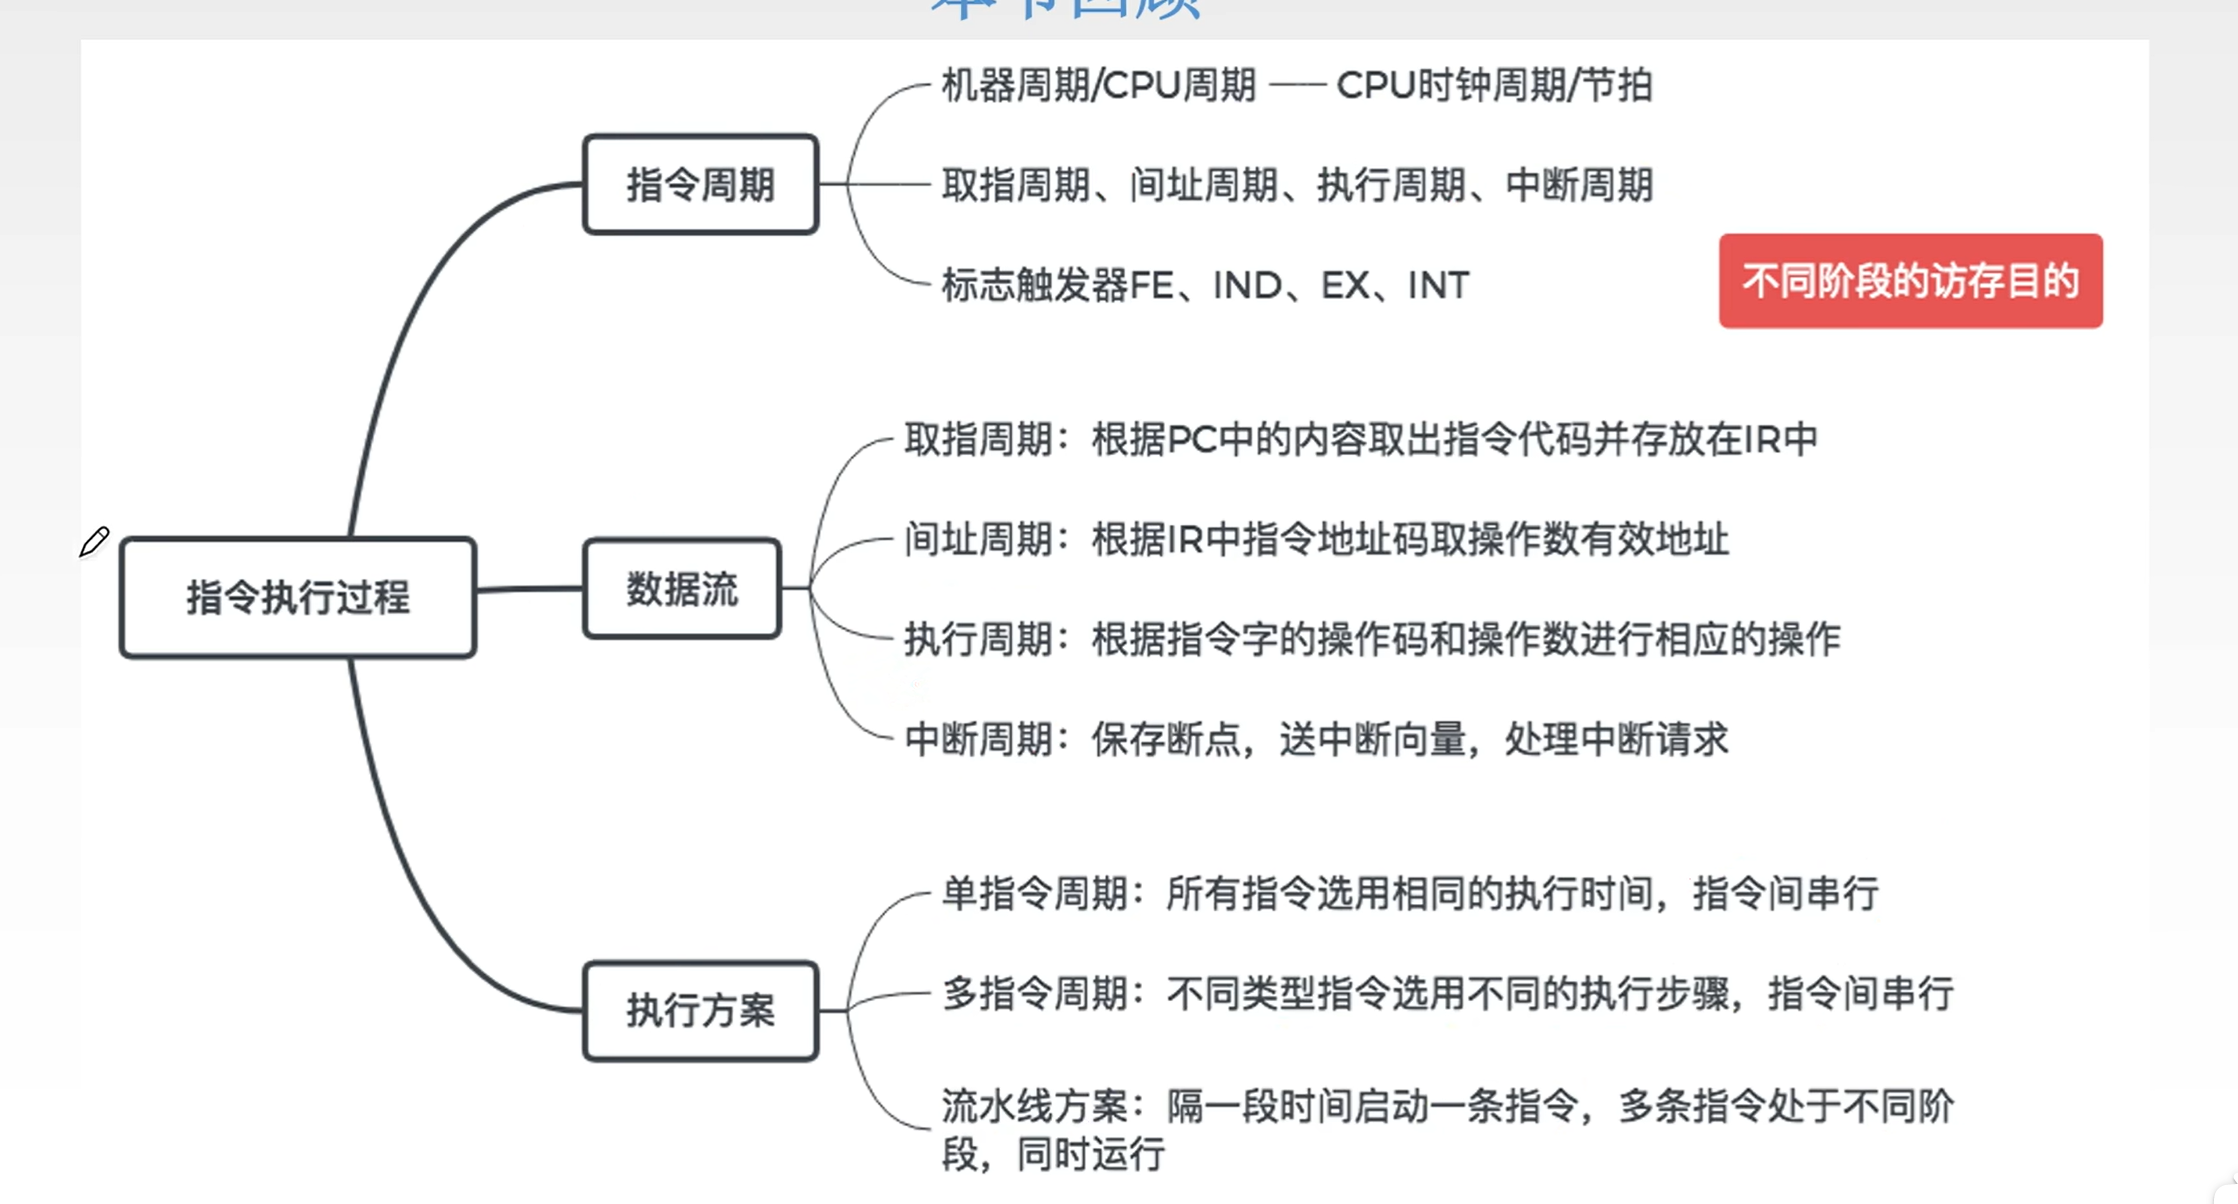 本节回顾
机器周期/CPU周期 —— CPU时钟周期/节拍
指令周期
取指周期、间址周期、执行周期、中断周期
标志触发器FE、IND、EX、INT
不同阶段的访存目的
取指周期：根据PC中的内容取出指令代码并存放在IR中
间址周期：根据IR中指令地址码取操作数有效地址
指令执行过程
数据流
执行周期：根据指令字的操作码和操作数进行相应的操作
中断周期：保存断点，送中断向量，处理中断请求
单指令周期：所有指令选用相同的执行时间，指令间串行
执行方案
多指令周期：不同类型指令选用不同的执行步骤，指令间串行
流水线方案：隔一段时间启动一条指令，多条指令处于不同阶
段，同时运行